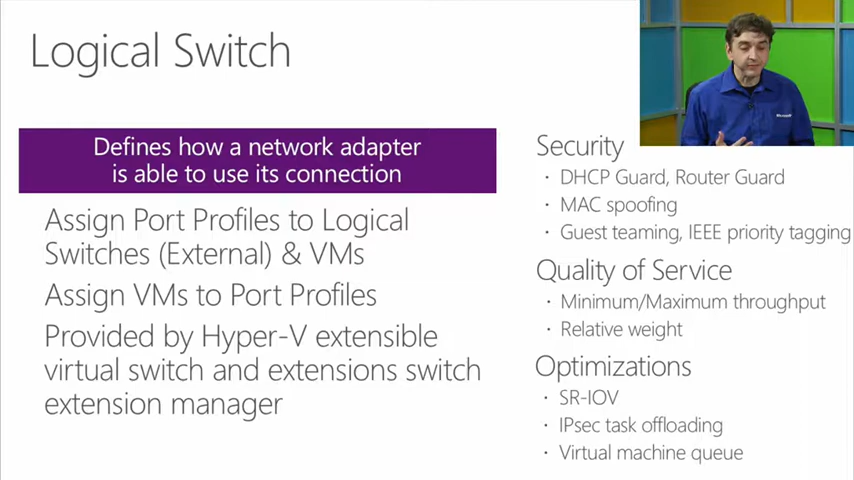 Logical Switch
Defines how a network adapter
is able to use its connection
Assign Port Profiles to Logical
Switches (External) & VMs
Assign VMs to Port Profiles
Provided by Hyper-V extensible
virtual switch and extensions switch
extension manager
Security
· DHCP Guard, Router Guard
· MAC spoofing
· Guest teaming, IEEE priority tagging
Quality of Service
· Minimum/Maximum throughput
· Relative weight
Optimizations
· SR-IOV
· IPsec task offloading
· Virtual machine queue